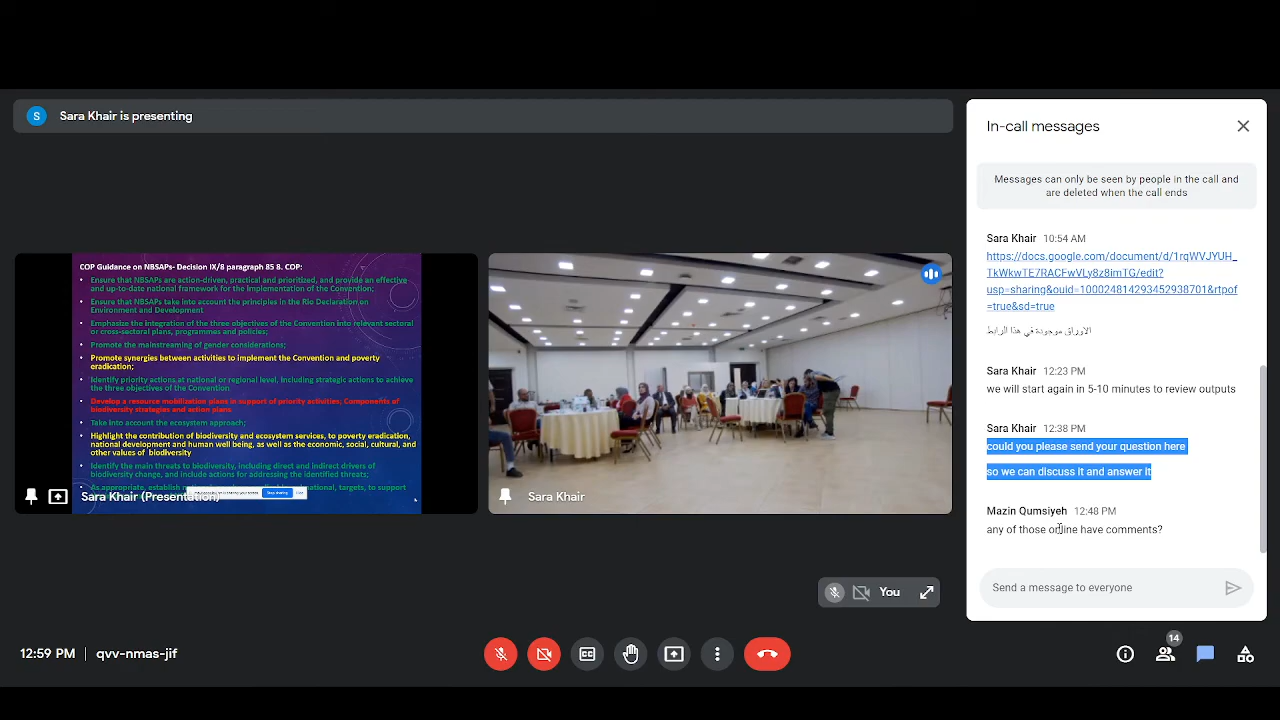 S
Sara Khair is presenting
COP Guidance on NBSAPs- Decision IX/8 paragraph 85 8. COP:
• Ensure that NBSAPs are action-driven, practical and prioritized, and provide an effective
and up-to-date national framework for the implementation of the Convention;
• Ensure that NBSAPs take into account the principles in the Rio Declaration on
Environment and Development
• Emphasize the integration of the three objectives of the Convention into relevant sectoral
or cross-sectoral plans, programmes and policies;
• Promote the mainstreaming of gender considerations;
• Promote synergies between activities to implement the Convention and poverty
eradication;
• Identify priority actions at national or regional level, including strategic actions to achieve
the three objectives of the Convention
• Develop a resource mobilization plans in support of priority activities; Components of
biodiversity strategies and action plans
• Take into account the ecosystem approach;
• Highlight the contribution of biodiversity and ecosystem services, to poverty eradication,
national development and human well being, as well as the economic, social, cultural, and
other values of biodiversity
• Identify the main threats to biodiversity, including direct and indirect drivers of
biodiversity change, and include actions for addressing the identified threats;
• As appropriate, establish national, targets, to support
Stop sharing
Sara Khair (Presentation)
Sara Khair
You
In-call messages
Messages can only be seen by people in the call and
are deleted when the call ends
Sara Khair 10:54 AM
https://docs.google.com/document/d/1rqWVJYUH_
TkWkwTE7RACFwVLy8z8imTG/edit?
usp=sharing&ouid=100024814293452938701&rtpof
=true&sd=true
الاوراق موجودة في هذا الرابط
Sara Khair 12:23 PM
we will start again in 5-10 minutes to review outputs
Sara Khair 12:38 PM
could you please send your question here
so we can discuss it and answer it
Mazin Qumsiyeh 12:48 PM
any of those online have comments?
Send a message to everyone
12:59 PM | qvv-nmas-jif
14